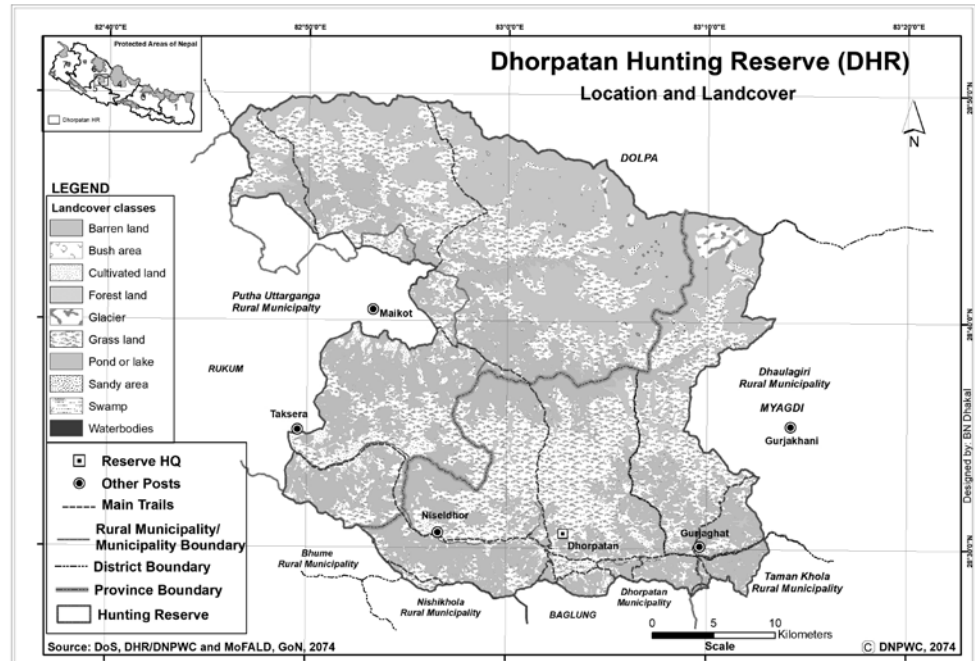 82°40'0"E
82°50'0"E
83°0'0"E
83°10'0"E
83°20'0"E
Protected Areas of Nepal
Dhorpatan HR
Dhorpatan Hunting Reserve (DHR)
Location and Landcover
N
DOLPA
LEGEND
Landcover classes
Barren land
Bush area
Cultivated land
Forest land
Glacier
Grass land
Pond or lake
Sandy area
Swamp
Waterbodies
Reserve HQ
Other Posts
Main Trails
Rural Municipality/
Municipality Boundary
District Boundary
Province Boundary
Hunting Reserve
Putha Uttarganga
Rural Municipalty
Maikot
RUKUM
Taksera
Dhaulagiri
Rural Municipality
MYAGDI
Gurjakhani
Niseldhor
Dhorpatan
Gurjaghat
Bhume
Rural Municipality
Nishikhola
Rural Municipality
BAGLUNG
Dhorpatan
Municipality
Taman Khola
Rural Municipality
28°50'0"N
28°40'0"N
28°30'0"N
Designed by: BN Dhakal
0 5 10
Kilometers
Scale
Source: DoS, DHR/DNPWC and MoFALD, GoN, 2074
© DNPWC, 2074